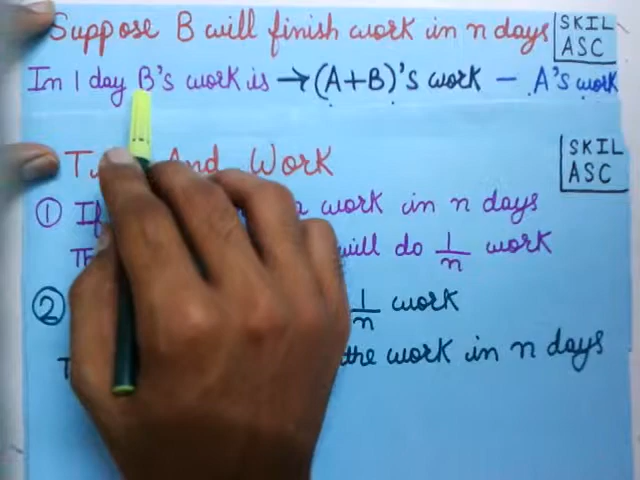 Suppose B will finish work in n days
SKIL
ASC
In 1 day B's work is → (A+B)'s work − A's work
And Work
SKIL
ASC
① If work in n days
will do 1/n work
② 1/n work
the work in n days